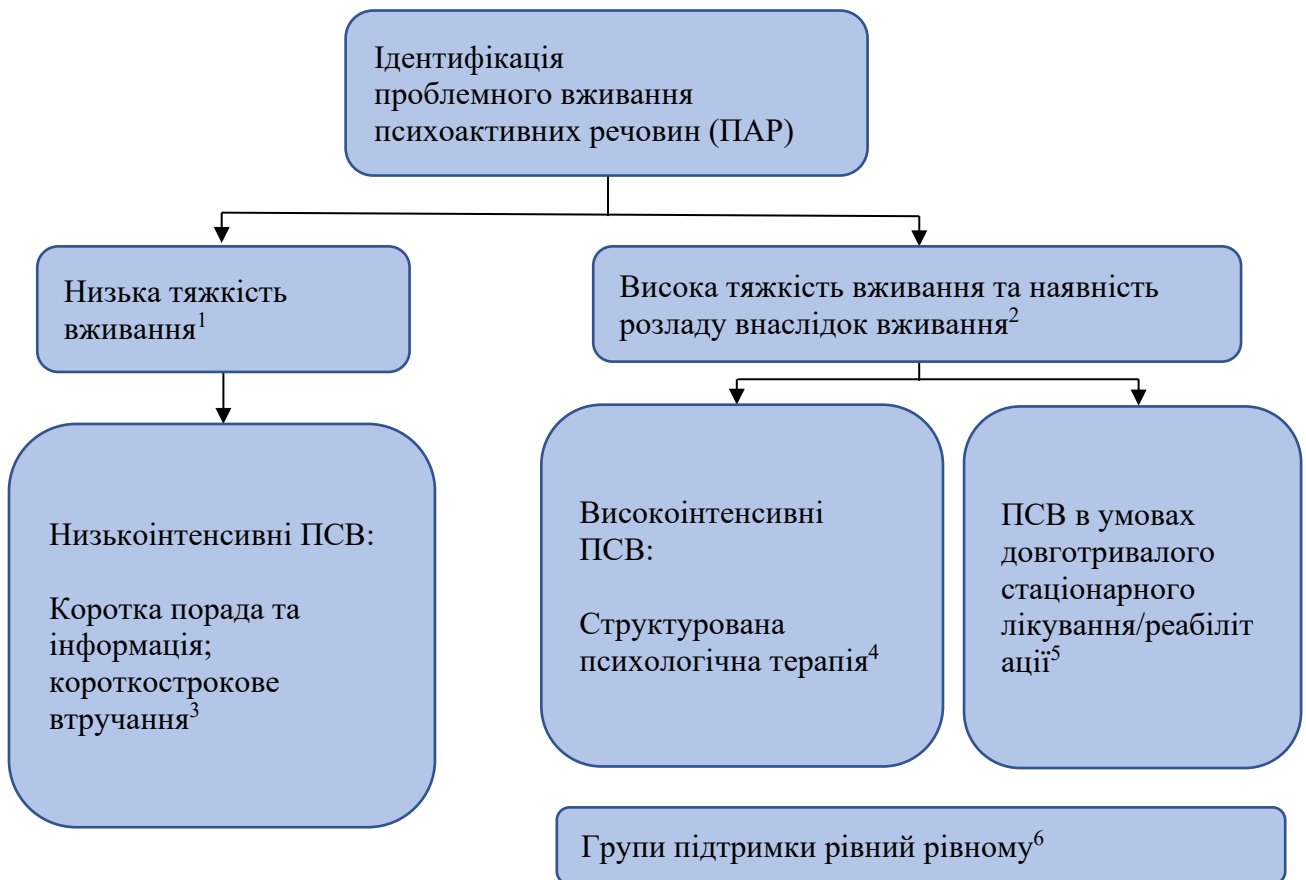 Ідентифікація
проблемного вживання
психоактивних речовин (ПАР)
Низька тяжкість
вживання1
Висока тяжкість вживання та наявність
розладу внаслідок вживання2
Низькоінтенсивні ПСВ:
Коротка порада та
інформація;
короткострокове
втручання3
Високоінтенсивні
ПСВ:
Структурована
психологічна терапія4
ПСВ в умовах
довготривалого
стаціонарного
лікування/реабіліт
ації5
Групи підтримки рівний рівному6